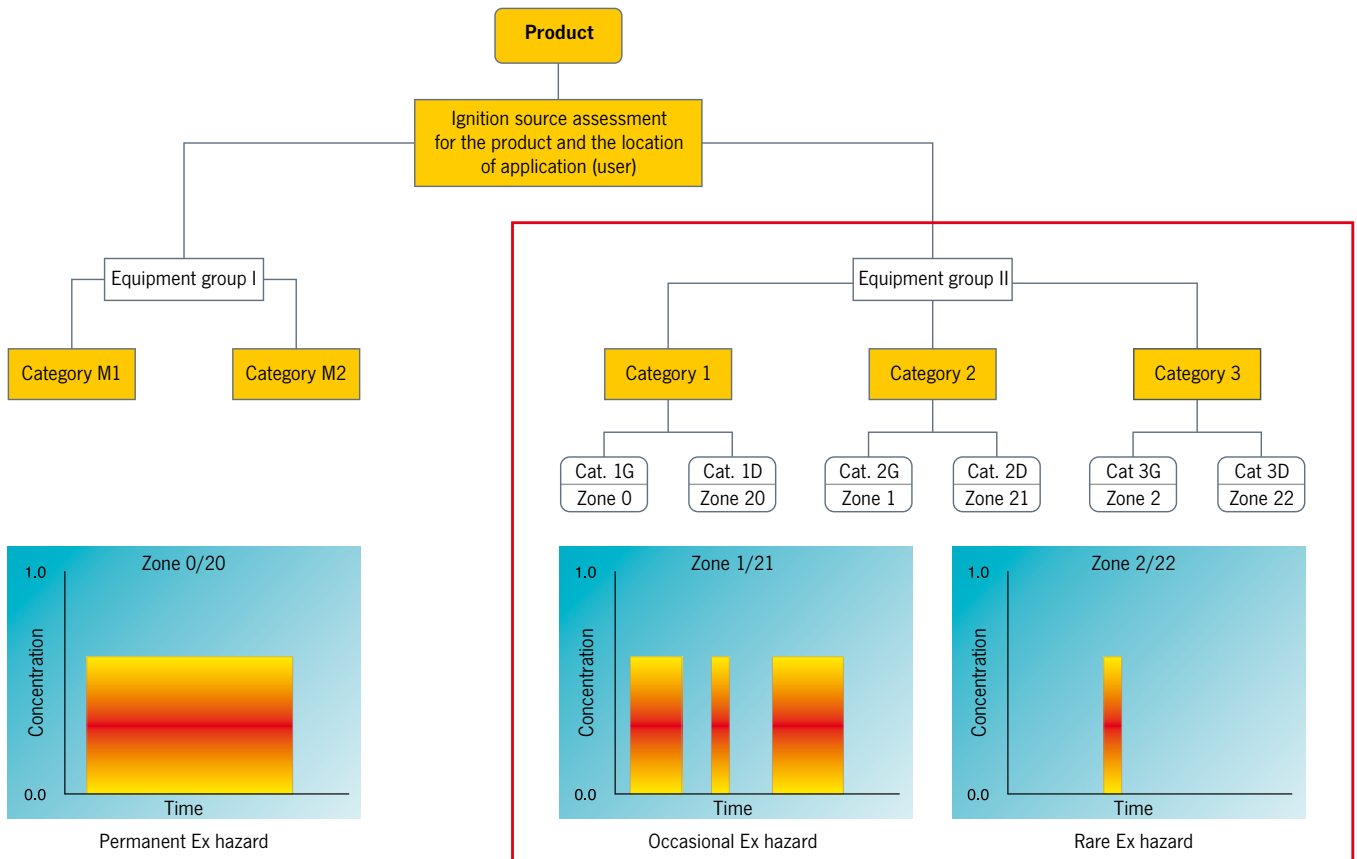 Product
Ignition source assessment
for the product and the location
of application (user)
Equipment group I
Equipment group II
Category M1
Category M2
Category 1
Category 2
Category 3
Cat. 1G
Zone 0
Cat. 1D
Zone 20
Cat. 2G
Zone 1
Cat. 2D
Zone 21
Cat 3G
Zone 2
Cat 3D
Zone 22
Zone 0/20
1.0
Concentration
0.0
Time
Permanent Ex hazard
Zone 1/21
1.0
Concentration
0.0
Time
Occasional Ex hazard
Zone 2/22
1.0
Concentration
0.0
Time
Rare Ex hazard